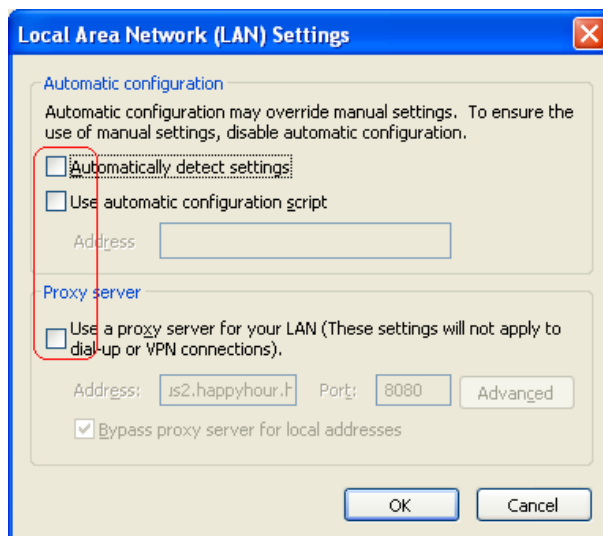 Local Area Network (LAN) Settings
Automatic configuration
Automatic configuration may override manual settings. To ensure the
use of manual settings, disable automatic configuration.
Automatically detect settings
Use automatic configuration script
Address
Proxy server
Use a proxy server for your LAN (These settings will not apply to
dial-up or VPN connections).
Address: us2.happyhour.h Port: 8080 Advanced
Bypass proxy server for local addresses
OK Cancel